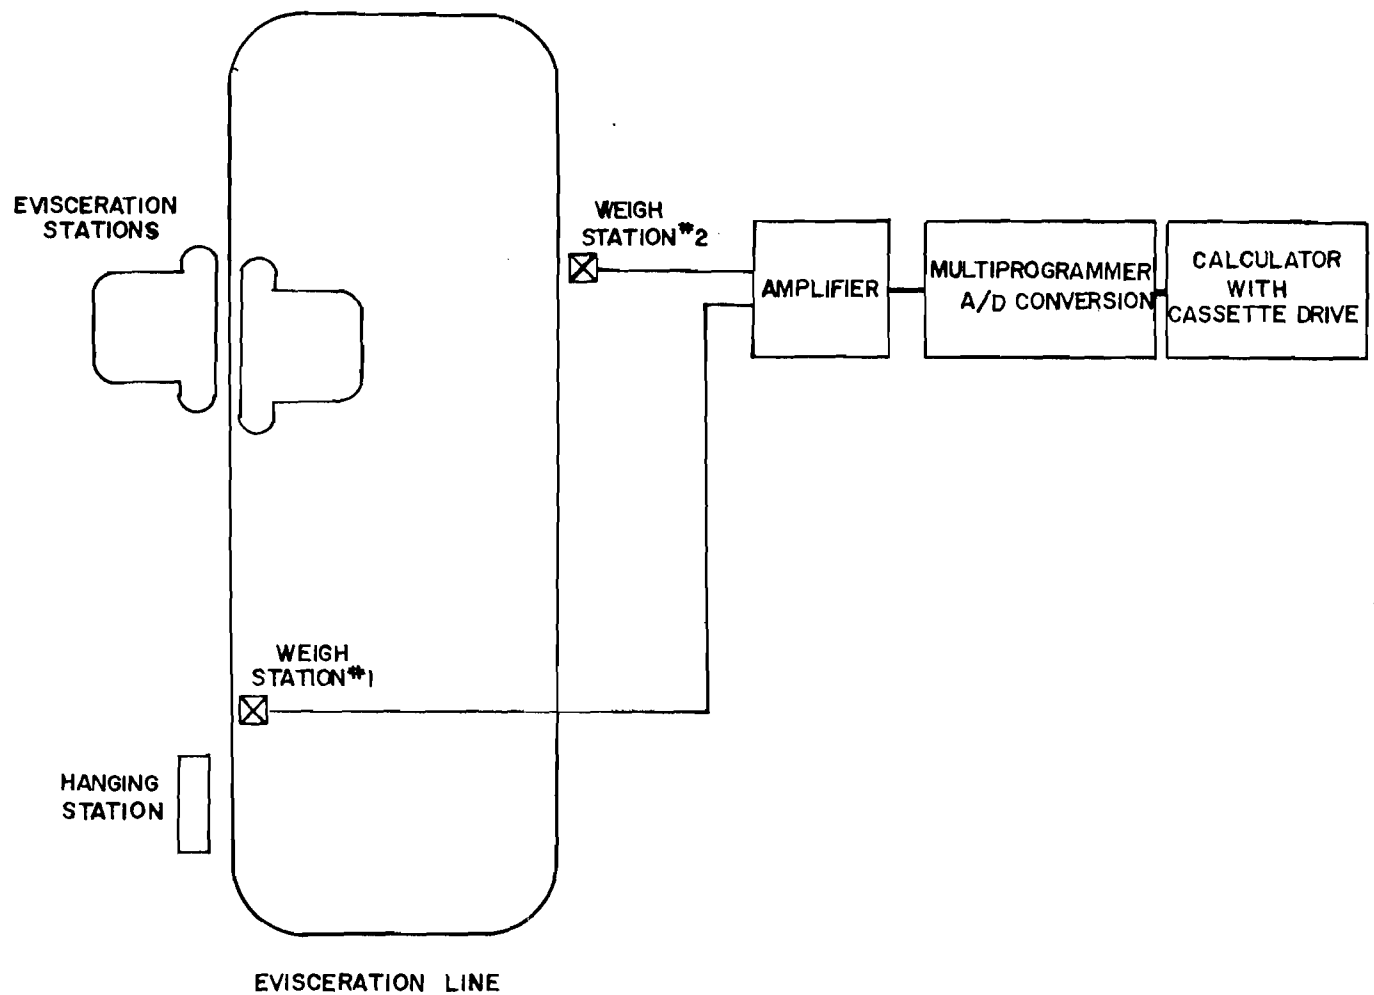 EVISCERATION
STATIONS
WEIGH
STATION #2
AMPLIFIER
MULTIPROGRAMMER
A/D CONVERSION
CALCULATOR
WITH
CASSETTE DRIVE
WEIGH
STATION #1
HANGING
STATION
EVISCERATION LINE